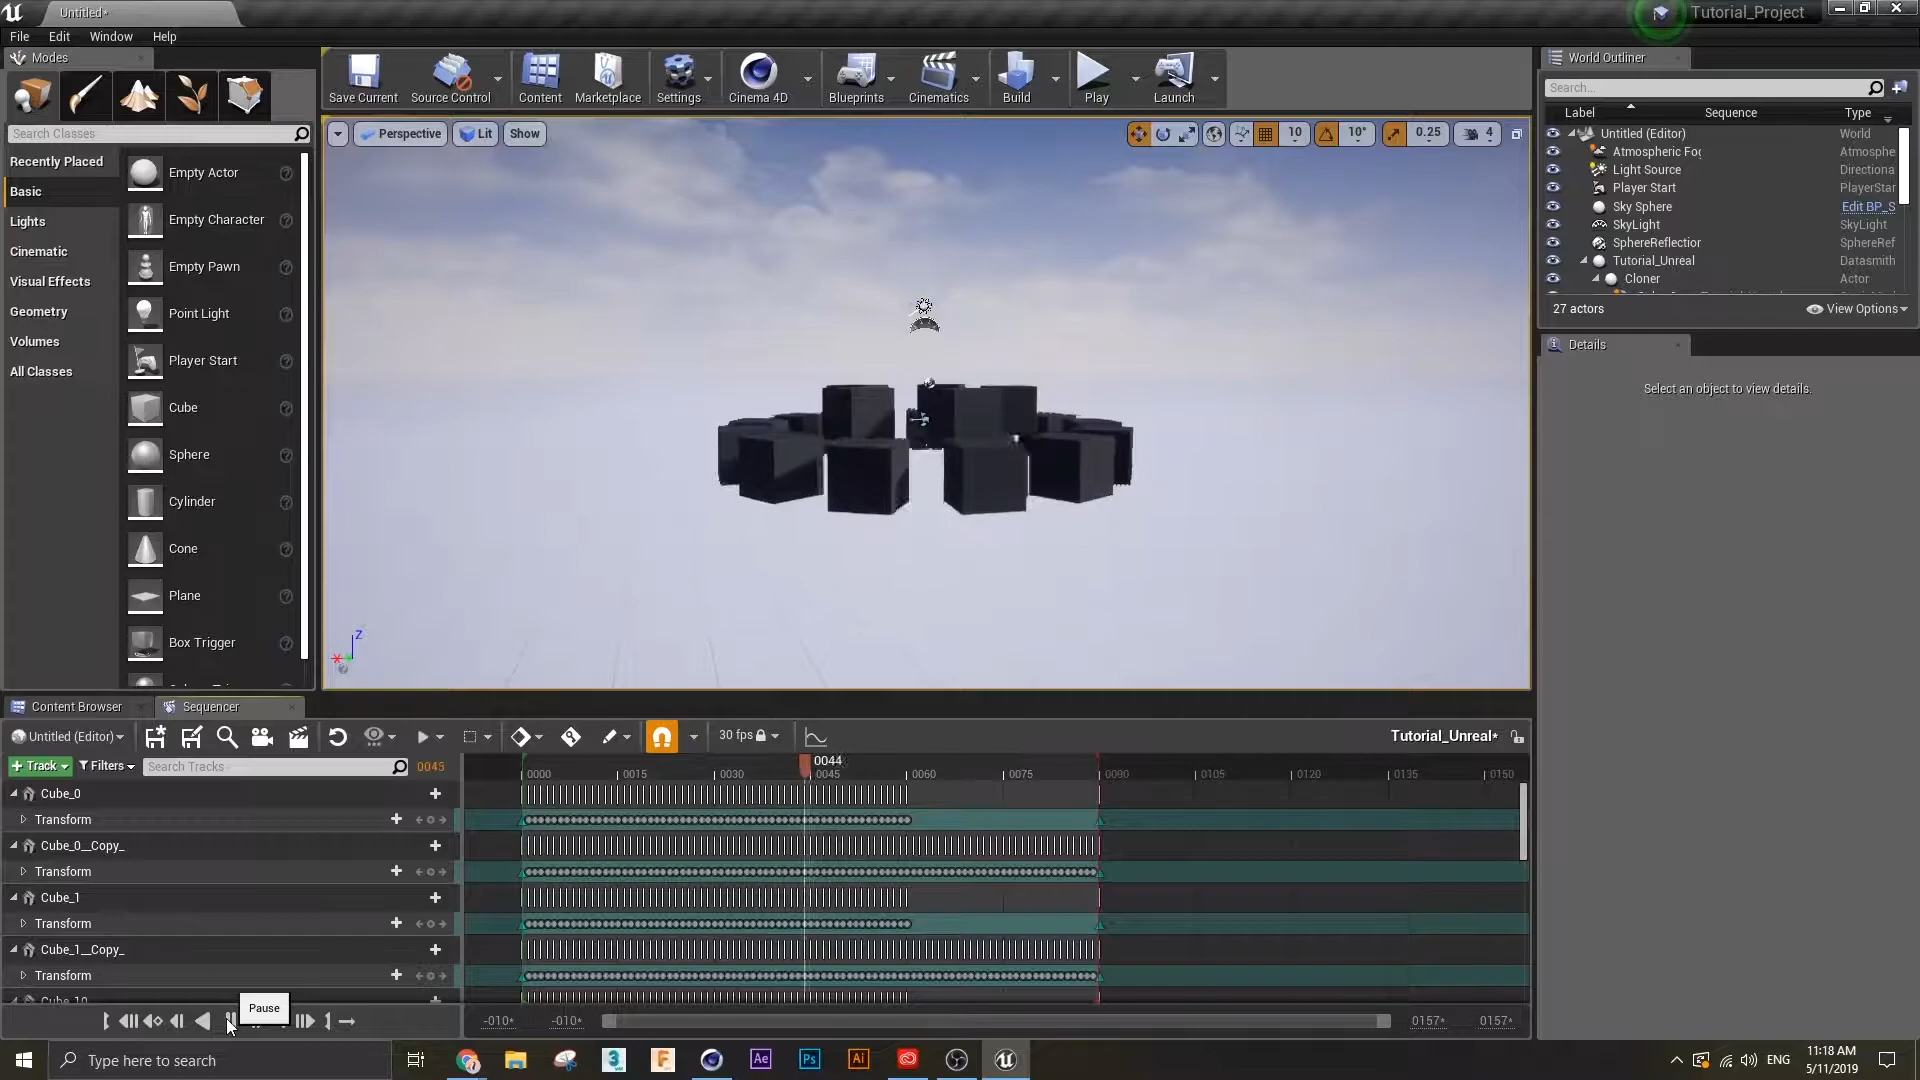 Untitled*
Tutorial_Project
File Edit Window Help
Modes
Save Current
Source Control
Content
Marketplace
Settings
Cinema 4D
Blueprints
Cinematics
Build
Play
Launch
World Outliner
Search...
Label Sequence Type
Search Classes
Perspective Lit Show
10 10° 0.25 4
Recently Placed
Basic
Lights
Cinematic
Visual Effects
Geometry
Volumes
All Classes
Empty Actor
Empty Character
Empty Pawn
Point Light
Player Start
Cube
Sphere
Cylinder
Cone
Plane
Box Trigger
Untitled (Editor) World
Atmospheric Fog Atmosphe
Light Source Directiona
Player Start PlayerStar
Sky Sphere Edit BP_S
SkyLight SkyLight
SphereReflection SphereRef
Tutorial_Unreal Datasmith
Cloner Actor
27 actors View Options
Details
Select an object to view details.
Z
Content Browser Sequencer
Untitled (Editor)
30 fps
Tutorial_Unreal*
+ Track Filters Search Tracks 0045
0044
0000 0015 0030 0045 0060 0075 0090 0105 0120 0135 0150
Cube_0
Transform
Cube_0__Copy_
Transform
Cube_1
Transform
Cube_1__Copy_
Transform
Cube_10
Pause
-010* -010* 0157* 0157*
Type here to search
Ae Ps Ai
ENG
11:18 AM
5/11/2019